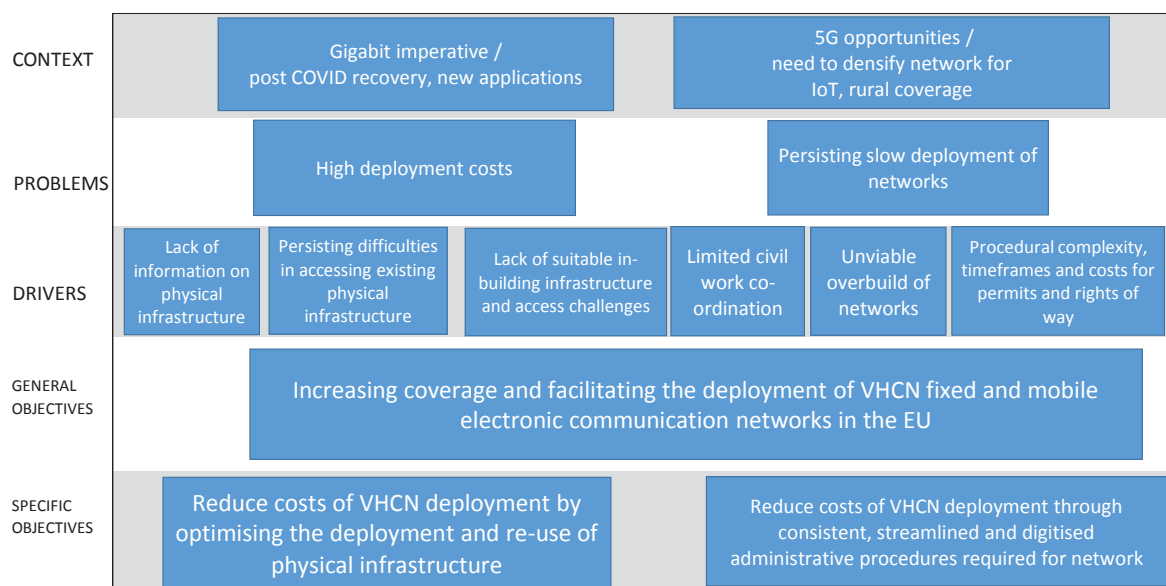 CONTEXT
Gigabit imperative /
post COVID recovery, new applications
5G opportunities /
need to densify network for
IoT, rural coverage
PROBLEMS
High deployment costs
Persisting slow deployment of
networks
DRIVERS
Lack of
information on
physical
infrastructure
Persisting difficulties
in accessing existing
physical
infrastructure
Lack of suitable in-
building infrastructure
and access challenges
Limited civil
work co-
ordination
Unviable
overbuild of
networks
Procedural complexity,
timeframes and costs for
permits and rights of
way
GENERAL
OBJECTIVES
Increasing coverage and facilitating the deployment of VHCN fixed and mobile
electronic communication networks in the EU
SPECIFIC
OBJECTIVES
Reduce costs of VHCN deployment by
optimising the deployment and re-use of
physical infrastructure
Reduce costs of VHCN deployment through
consistent, streamlined and digitised
administrative procedures required for network